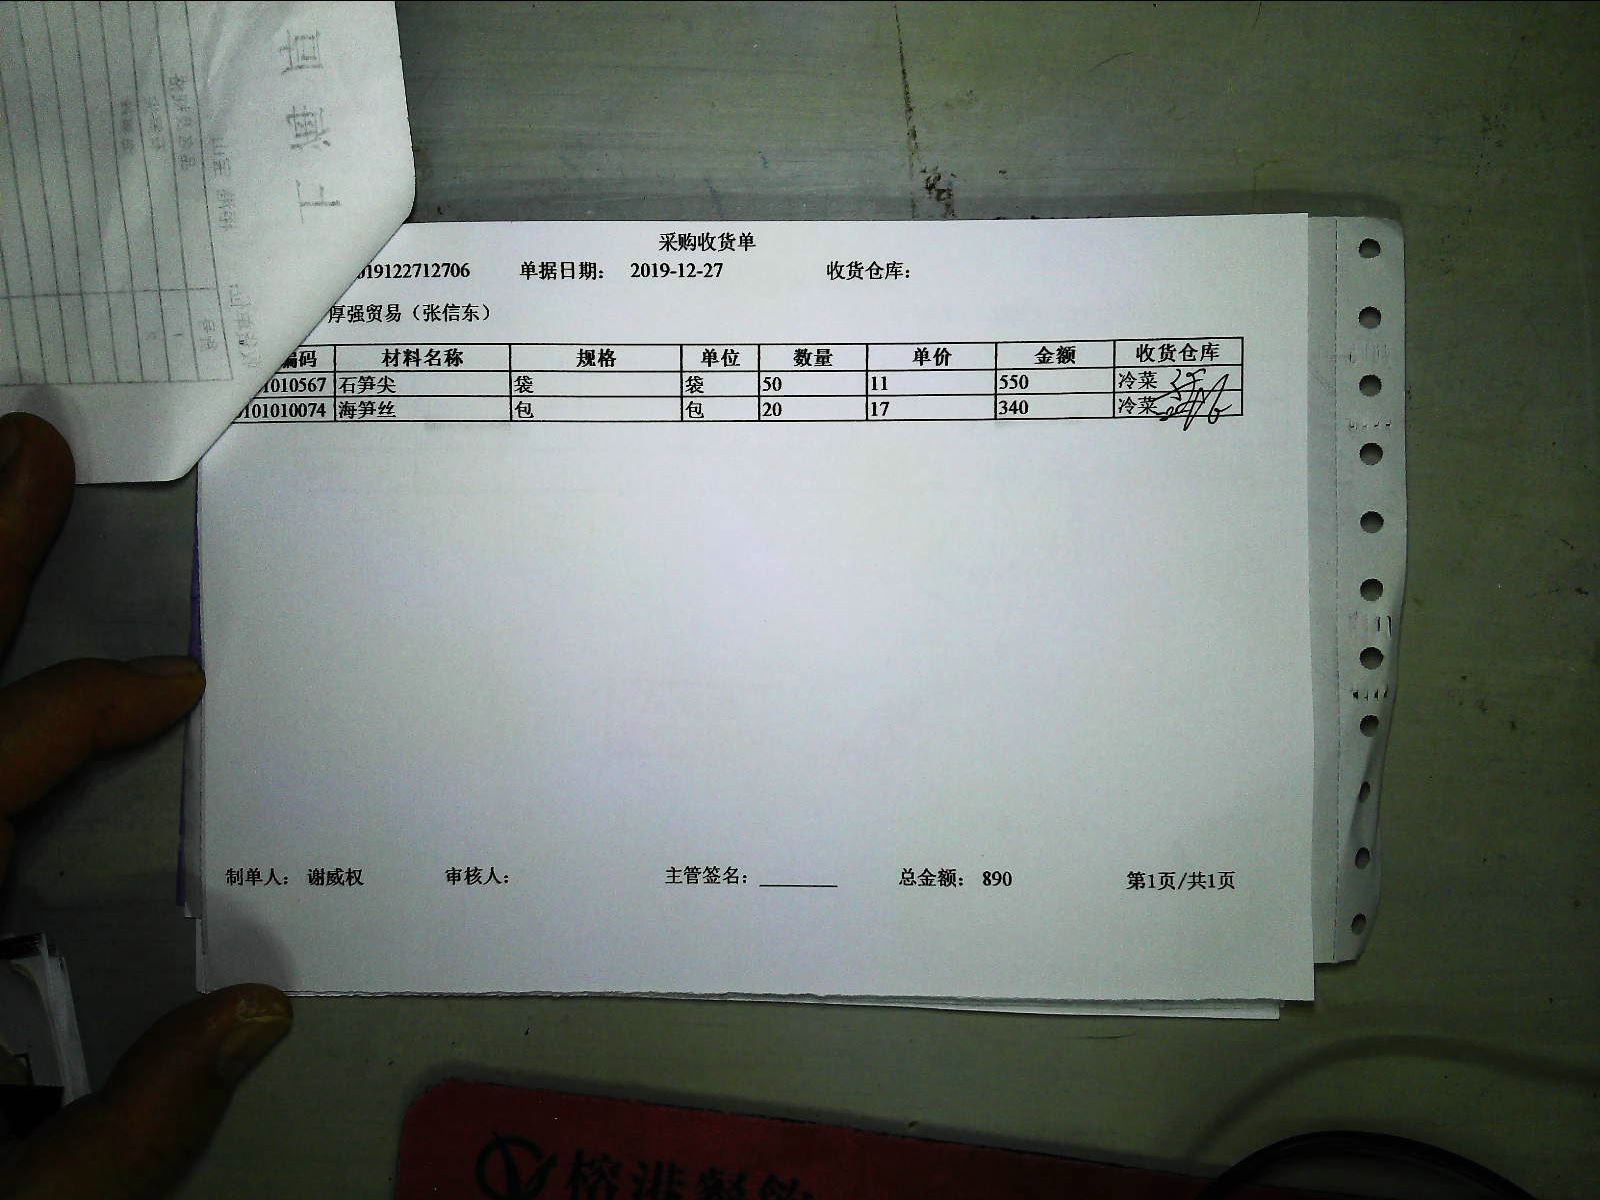 采购收货单
019122712706 单据日期: 2019-12-27 收货仓库:
厚强贸易（张信东）
编码 材料名称 规格 单位 数量 单价 金额 收货仓库
1010567 石笋尖 袋 袋 50 11 550 冷菜
0101010074 海笋丝 包 包 20 17 340 冷菜
制单人: 谢威权 审核人: 主管签名: ________ 总金额: 890 第1页/共1页